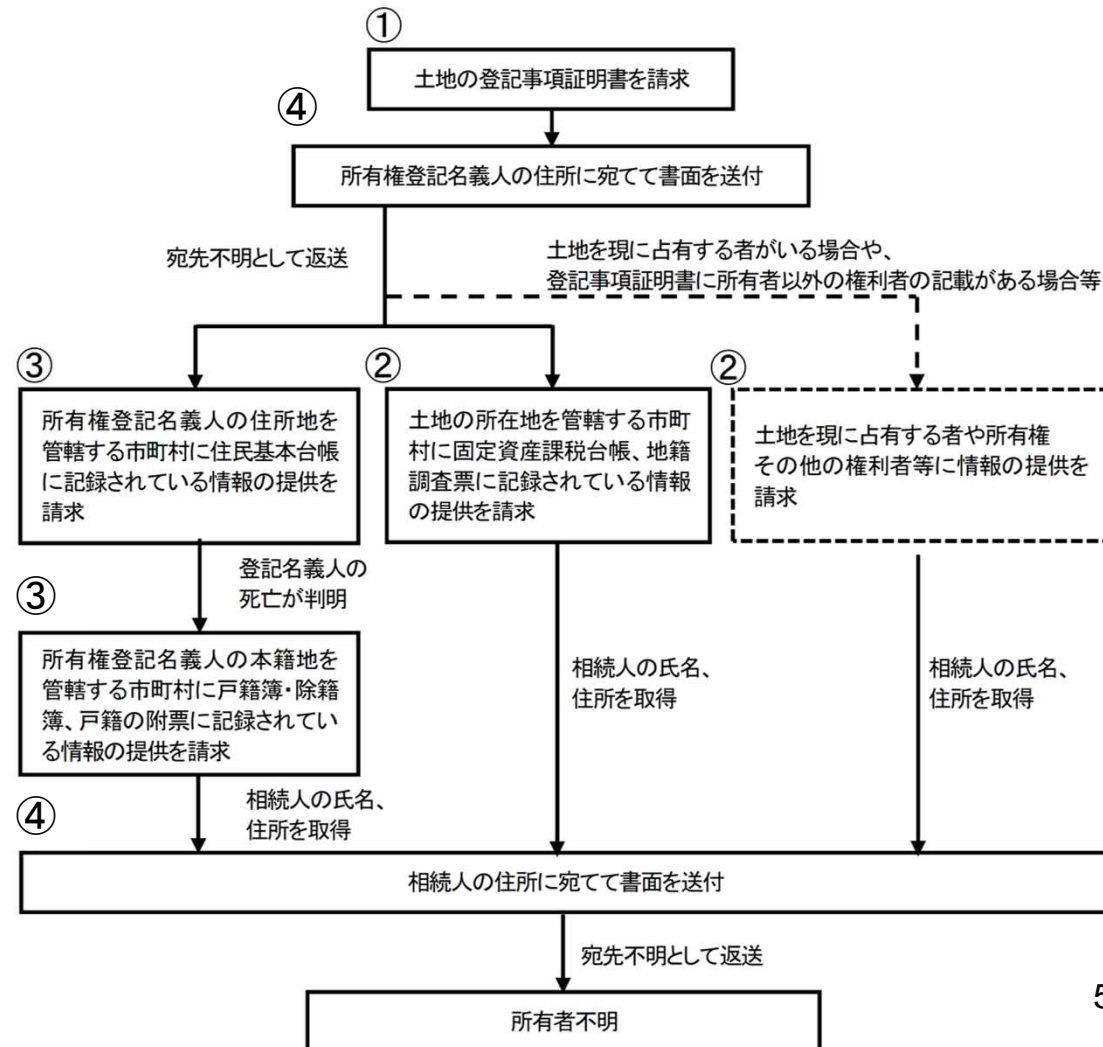 ①
土地の登記事項証明書を請求
④
所有権登記名義人の住所に宛てて書面を送付
宛先不明として返送
土地を現に占有する者がいる場合や、
登記事項証明書に所有者以外の権利者の記載がある場合等
③
所有権登記名義人の住所地を
管轄する市町村に住民基本台帳
に記録されている情報の提供を
請求
②
土地の所在地を管轄する市町
村に固定資産課税台帳、地籍
調査票に記録されている情報
の提供を請求
②
土地を現に占有する者や所有権
その他の権利者等に情報の提供を
請求
登記名義人の
死亡が判明
③
所有権登記名義人の本籍地を
管轄する市町村に戸籍簿・除籍
簿、戸籍の附票に記録されてい
る情報の提供を請求
相続人の氏名、
住所を取得
相続人の氏名、
住所を取得
相続人の氏名、
住所を取得
④
相続人の住所に宛てて書面を送付
宛先不明として返送
所有者不明
5